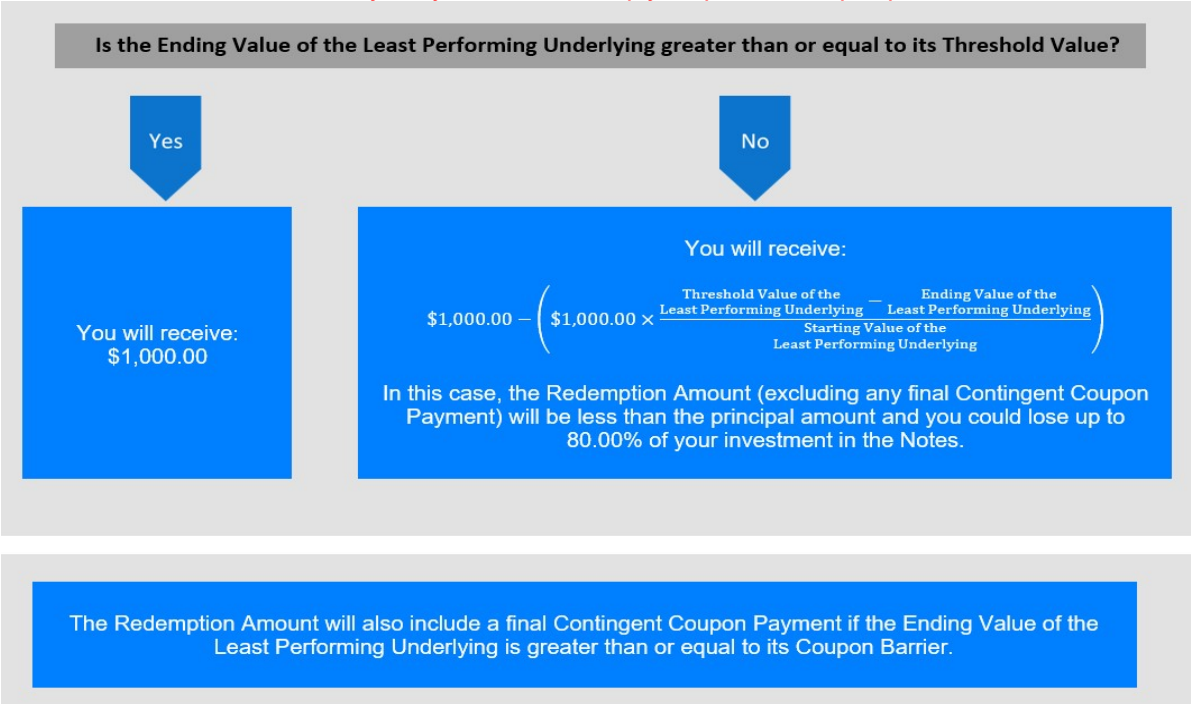 Is the Ending Value of the Least Performing Underlying greater than or equal to its Threshold Value?
Yes
No
You will receive:
$1,000.00
You will receive:
$1,000.00 − ( $1,000.00 × Threshold Value of the Least Performing Underlying − Ending Value of the Least Performing Underlying / Starting Value of the Least Performing Underlying )
In this case, the Redemption Amount (excluding any final Contingent Coupon
Payment) will be less than the principal amount and you could lose up to
80.00% of your investment in the Notes.
The Redemption Amount will also include a final Contingent Coupon Payment if the Ending Value of the
Least Performing Underlying is greater than or equal to its Coupon Barrier.